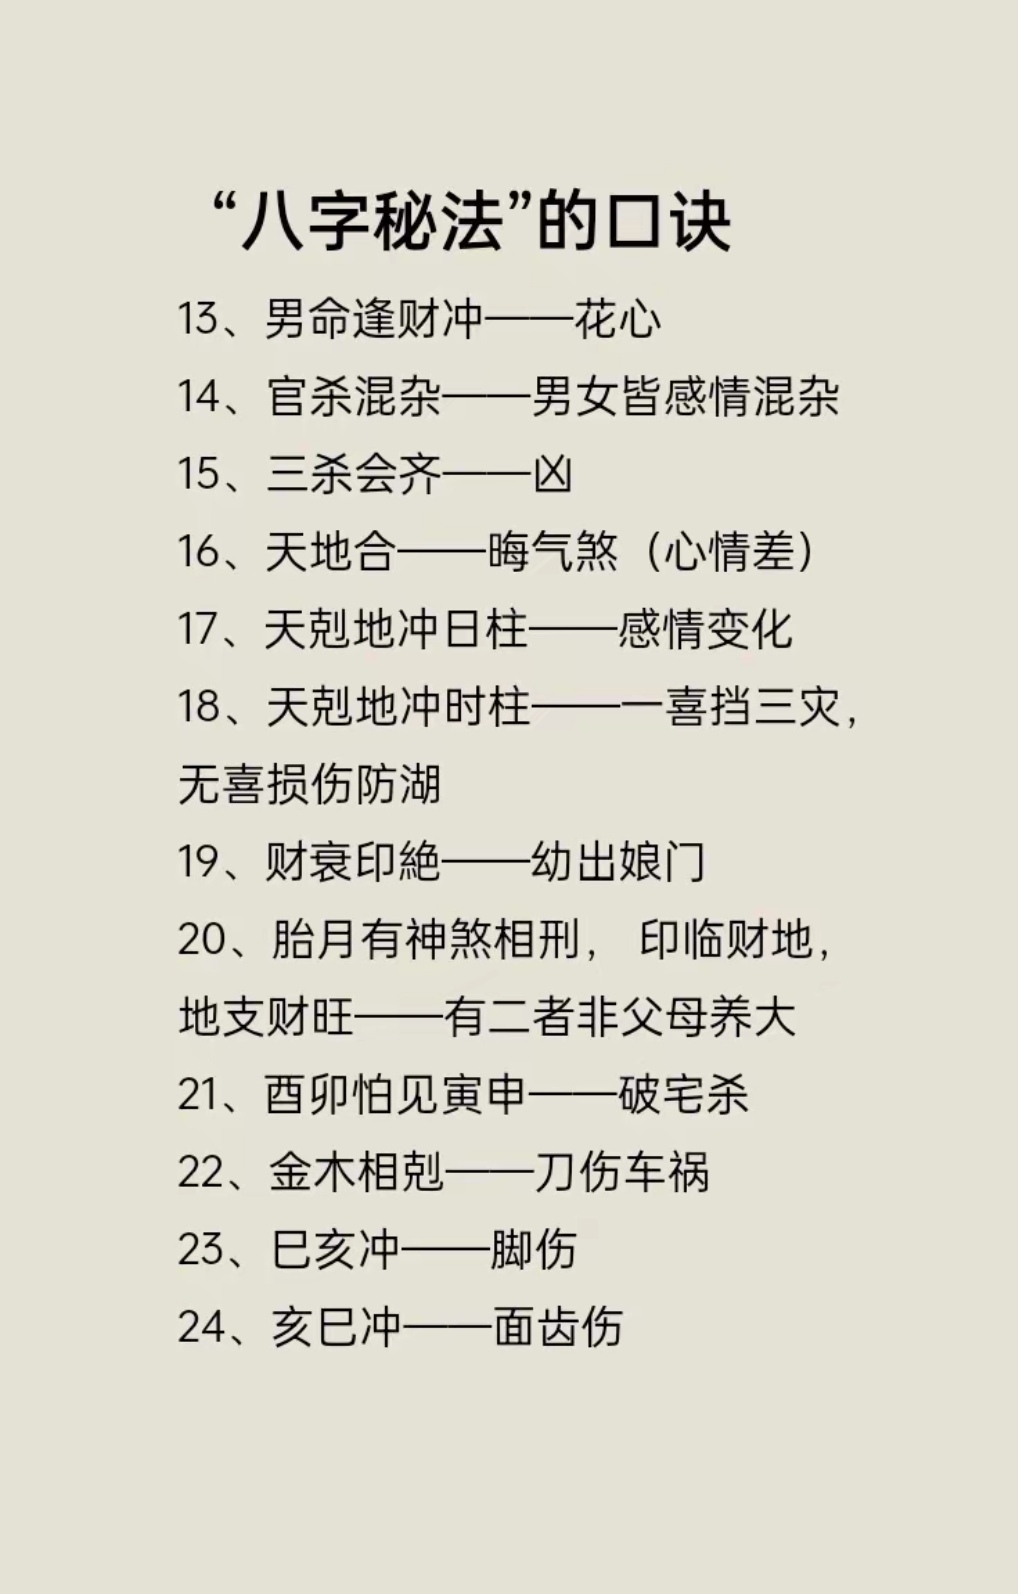 “八字秘法”的口诀
13、男命逢财冲——花心
14、官杀混杂——男女皆感情混杂
15、三杀会齐——凶
16、天地合——晦气煞（心情差）
17、天剋地冲日柱——感情变化
18、天剋地冲时柱——一喜挡三灾，
无喜损伤防湖
19、财衰印絶——幼出娘门
20、胎月有神煞相刑， 印临财地，
地支财旺——有二者非父母养大
21、酉卯怕见寅申——破宅杀
22、金木相剋——刀伤车祸
23、巳亥冲——脚伤
24、亥巳冲——面齿伤